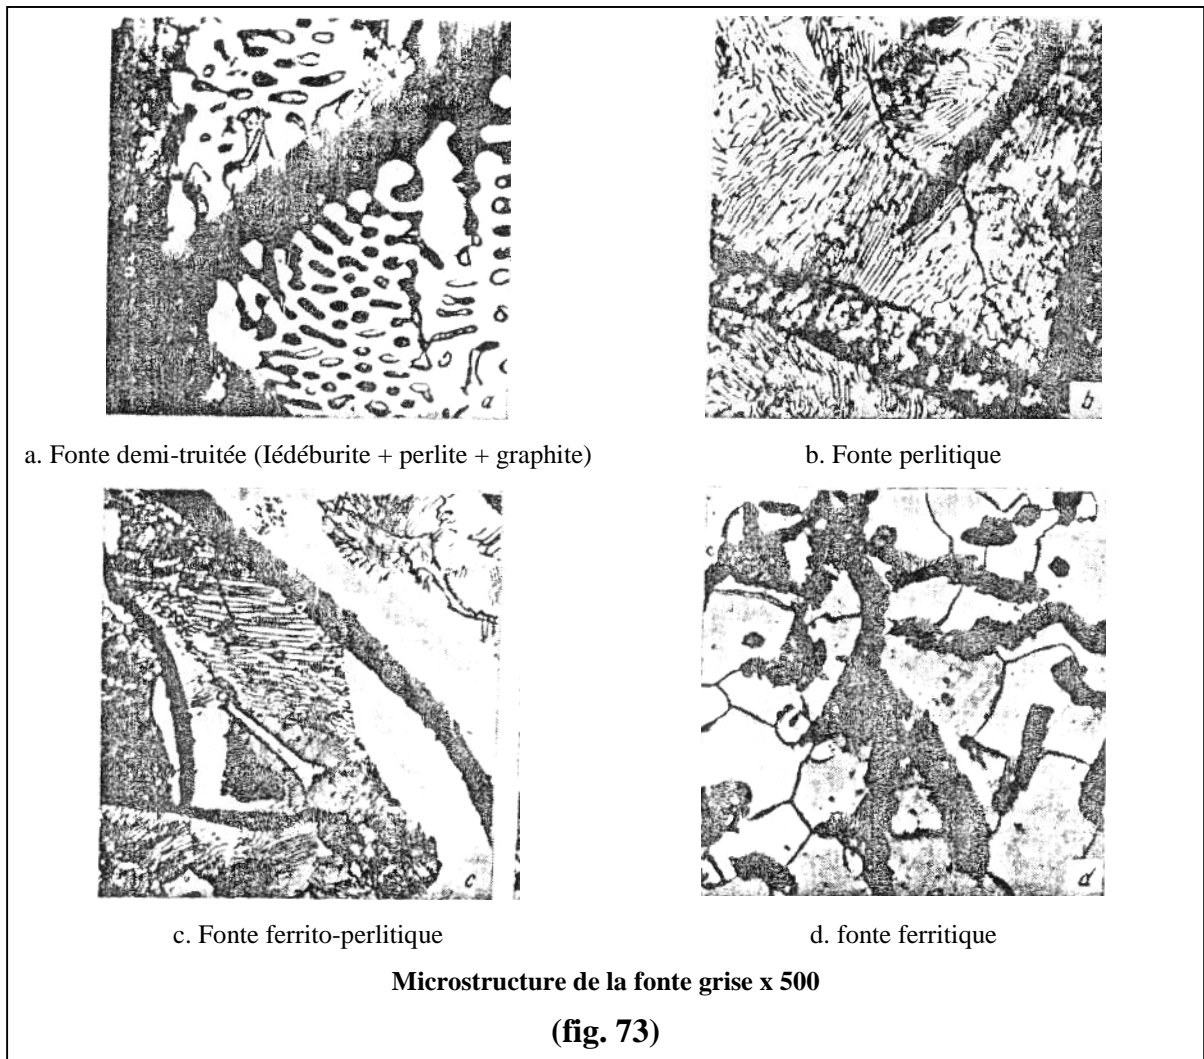 a
b
a. Fonte demi-truitée (Iédéburite + perlite + graphite)
b. Fonte perlitique
c
d
c. Fonte ferrito-perlitique
d. fonte ferritique
Microstructure de la fonte grise x 500
(fig. 73)